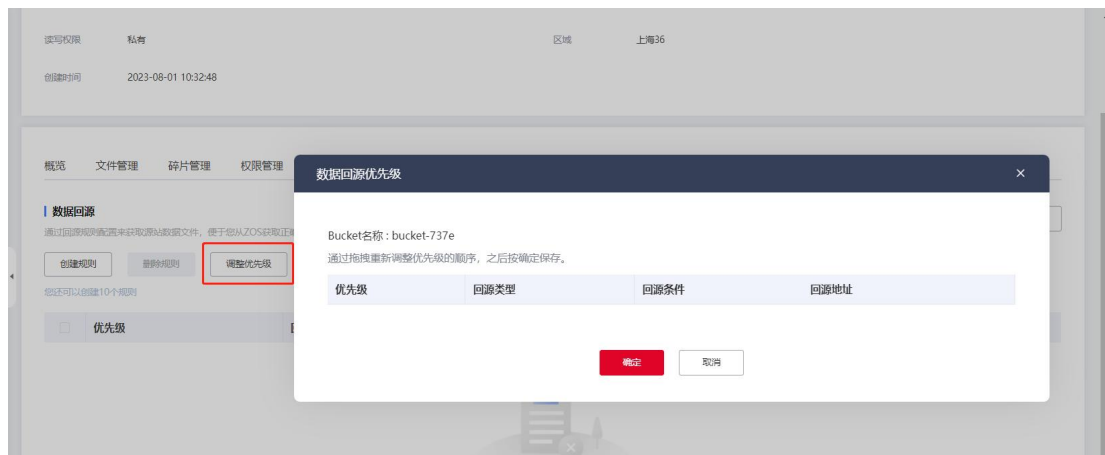 读写权限 私有 区域 上海36
创建时间 2023-08-01 10:32:48
概览 文件管理 碎片管理 权限管理
数据回源优先级
数据回源
通过回源规则配置来获取源站数据文件，便于您从ZOS获取正
创建规则 删除规则 调整优先级
您还可以创建10个规则
优先级
Bucket名称 : bucket-737e
通过拖拽重新调整优先级的顺序，之后按确定保存。
优先级 回源类型 回源条件 回源地址
确定 取消